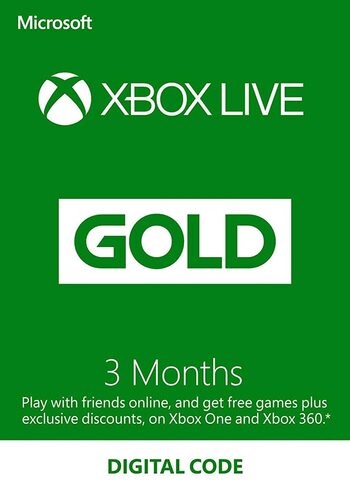 Microsoft
XBOX LIVE
GOLD
3 Months
Play with friends online, and get free games plus
exclusive discounts, on Xbox One and Xbox 360.*
DIGITAL CODE